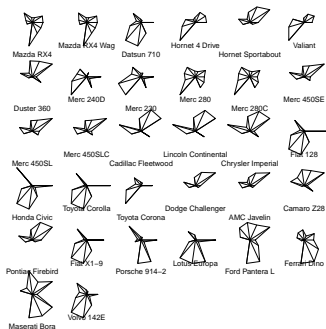 Mazda RX4
Mazda RX4 Wag
Datsun 710
Hornet 4 Drive
Hornet Sportabout
Valiant
Duster 360
Merc 240D
Merc 230
Merc 280
Merc 280C
Merc 450SE
Merc 450SL
Merc 450SLC
Cadillac Fleetwood
Lincoln Continental
Chrysler Imperial
Fiat 128
Honda Civic
Toyota Corolla
Toyota Corona
Dodge Challenger
AMC Javelin
Camaro Z28
Pontiac Firebird
Fiat X1−9
Porsche 914−2
Lotus Europa
Ford Pantera L
Ferrari Dino
Maserati Bora
Volvo 142E